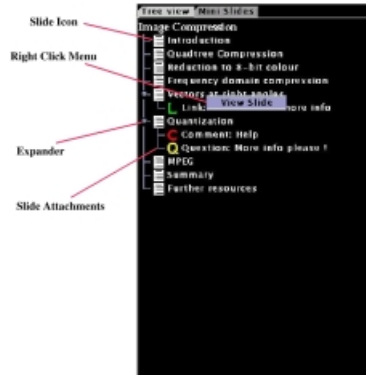 Tree view Mini Slides
Image Compression
Slide Icon
Introduction
Quadtree Compression
Right Click Menu
Reduction to 8-bit colour
Frequency domain compression
Vectors at right angles
View Slide
Link: more info
Quantization
Comment: Help
Expander
Question: More info please !
MPEG
Summary
Further resources
Slide Attachments